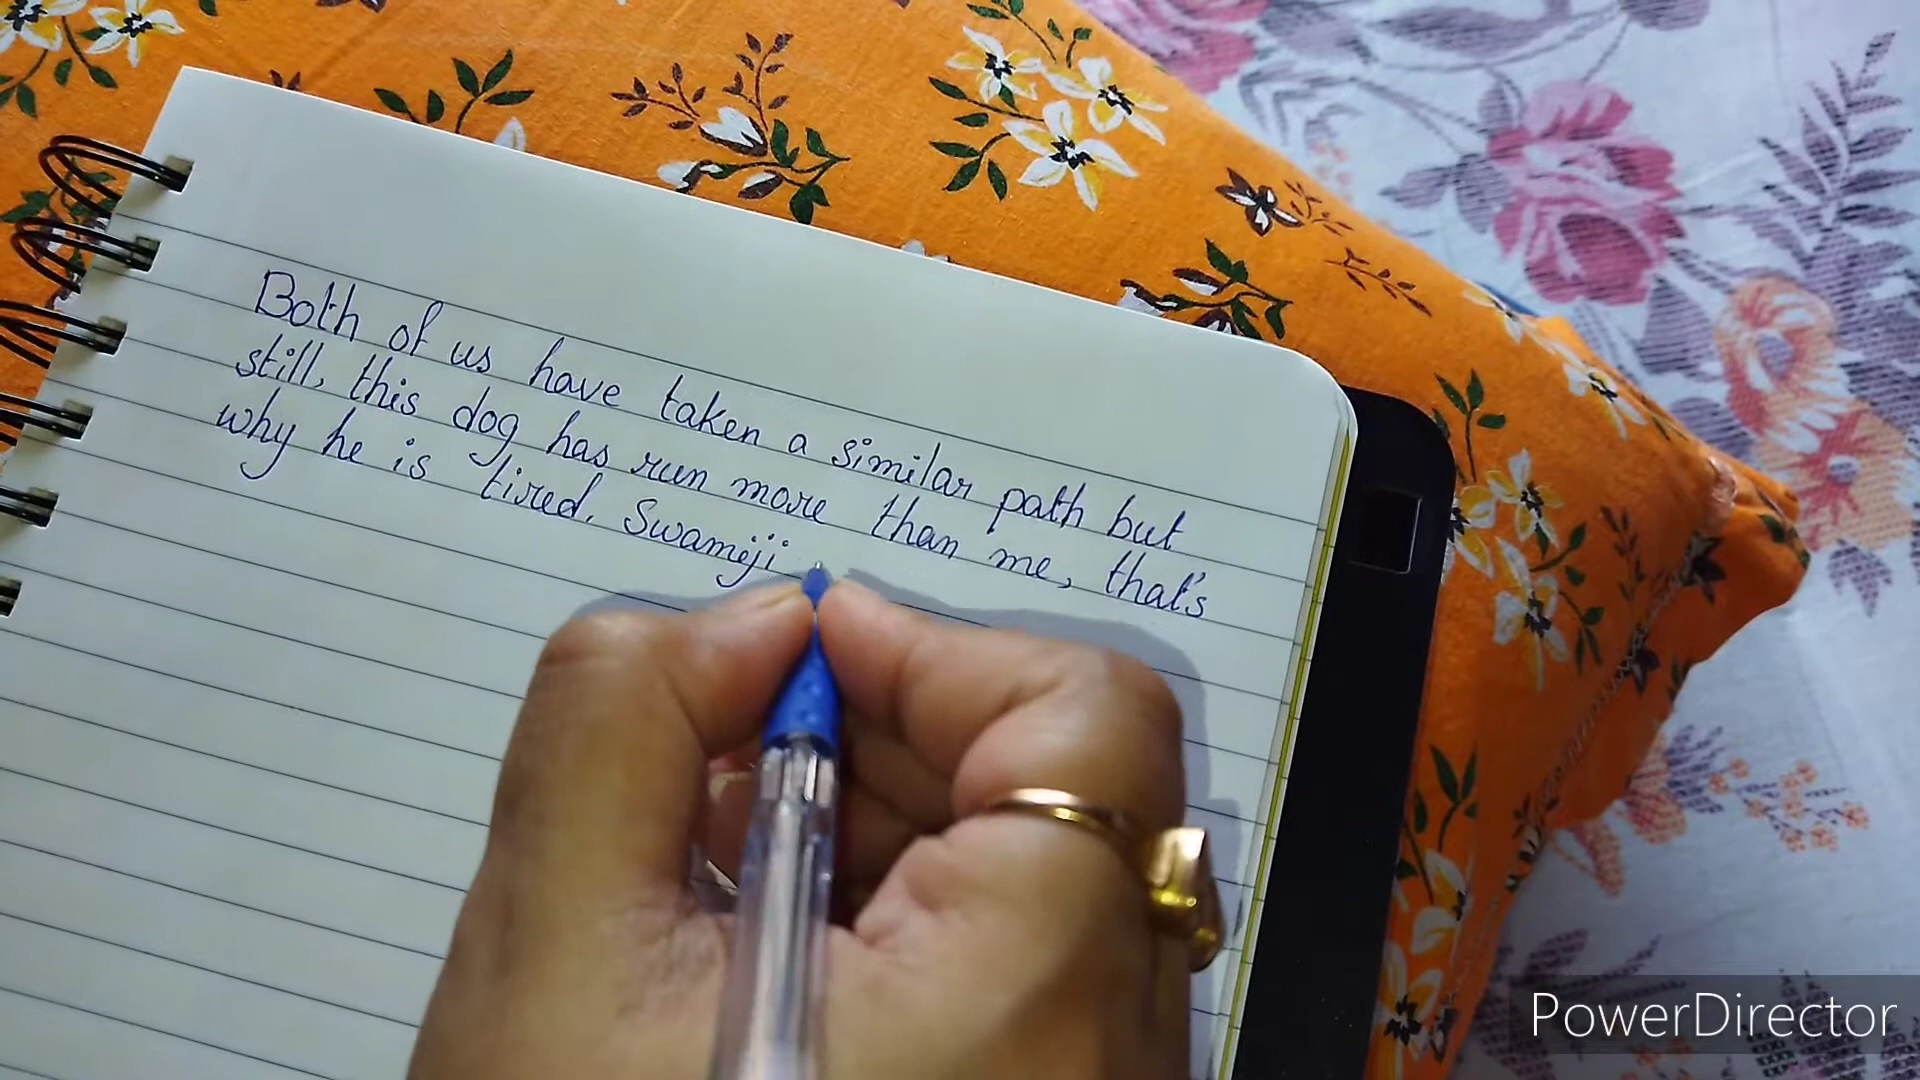 Both of us have taken a similar path but
still, this dog has run more than me, that's
why he is tired. Swameji
PowerDirector